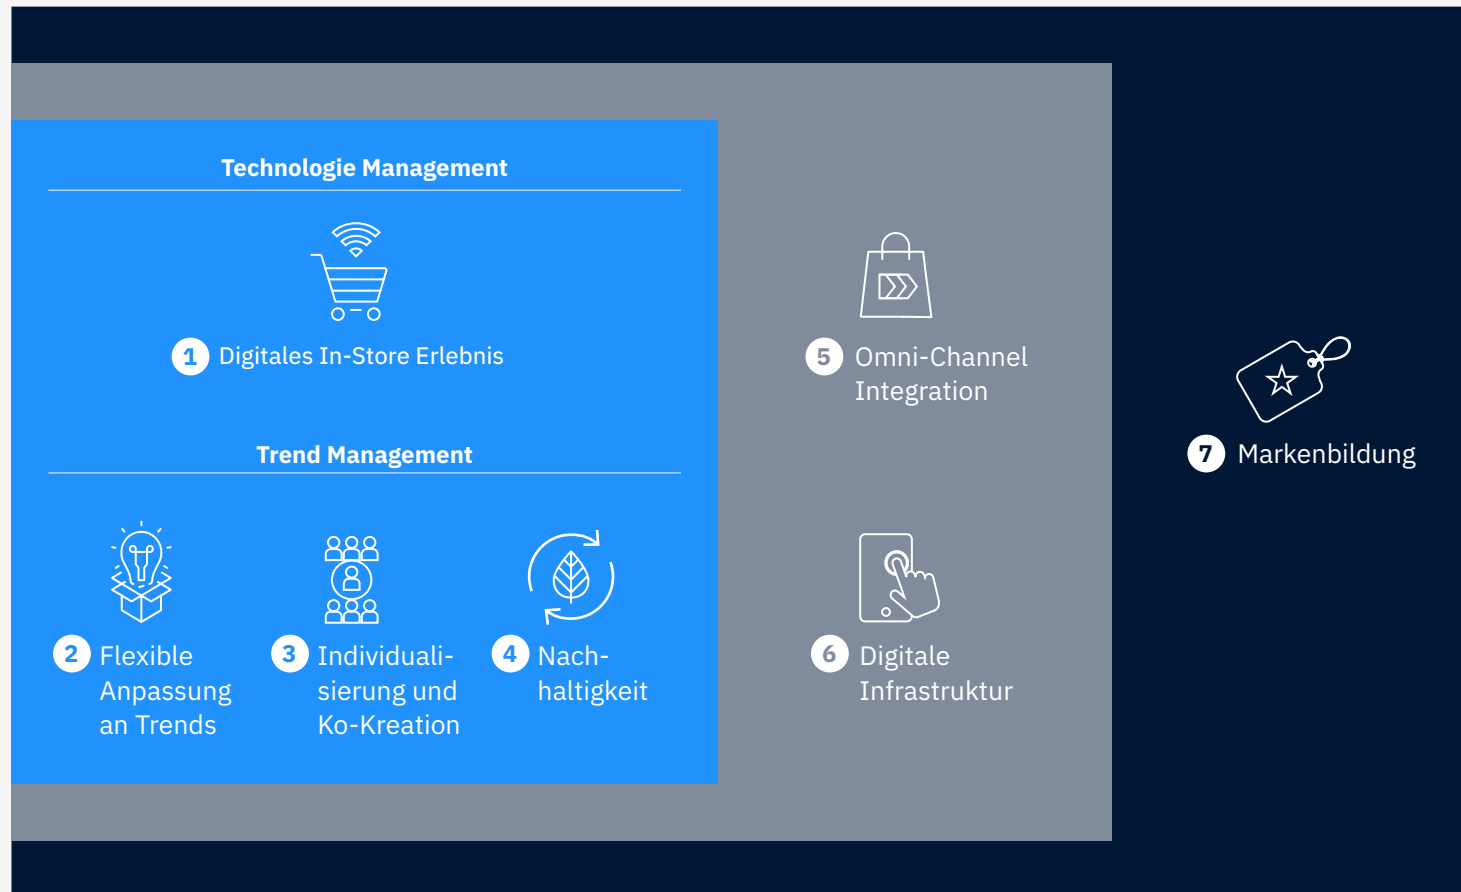 Technologie Management
1 Digitales In-Store Erlebnis
Trend Management
2 Flexible
Anpassung
an Trends
3 Individuali-
sierung und
Ko-Kreation
4 Nach-
haltigkeit
5 Omni-Channel
Integration
6 Digitale
Infrastruktur
7 Markenbildung